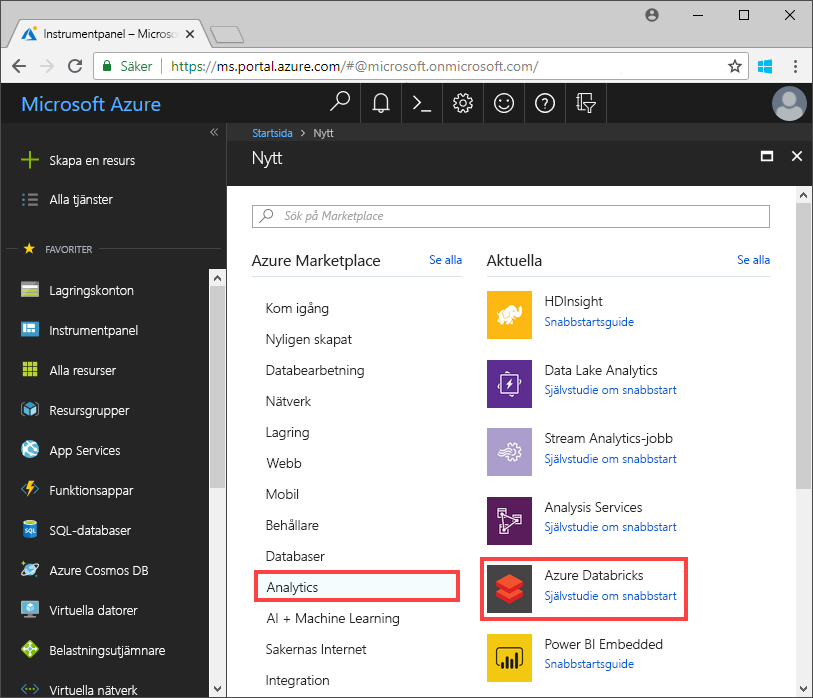 Instrumentpanel – Microso
Säker
https://ms.portal.azure.com/#@microsoft.onmicrosoft.com/
Microsoft Azure
Skapa en resurs
Alla tjänster
FAVORITER
Lagringskonton
Instrumentpanel
Alla resurser
Resursgrupper
App Services
Funktionsappar
SQL
SQL-databaser
Azure Cosmos DB
Virtuella datorer
Belastningsutjämnare
Virtuella nätverk
Startsida > Nytt
Nytt
Sök på Marketplace
Azure Marketplace
Se alla
Kom igång
Nyligen skapat
Databearbetning
Nätverk
Lagring
Webb
Mobil
Behållare
Databaser
Analytics
AI + Machine Learning
Sakernas Internet
Integration
Aktuella
Se alla
HDInsight
Snabbstartsguide
Data Lake Analytics
Självstudie om snabbstart
Stream Analytics-jobb
Självstudie om snabbstart
Analysis Services
Självstudie om snabbstart
Azure Databricks
Självstudie om snabbstart
Power BI Embedded
Snabbstartsguide